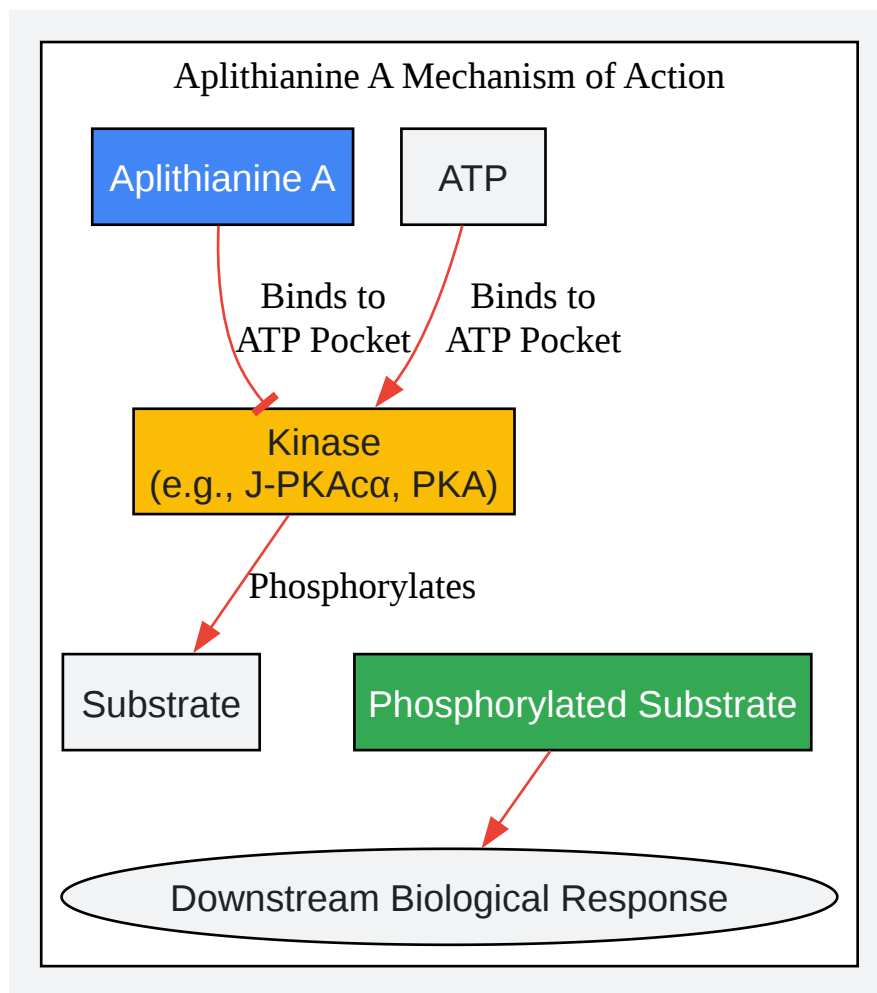 Aplithianine A Mechanism of Action
Aplithianine A
ATP
Binds to
ATP Pocket
Binds to
ATP Pocket
Kinase
(e.g., J-PKAcα, PKA)
Phosphorylates
Substrate
Phosphorylated Substrate
Downstream Biological Response